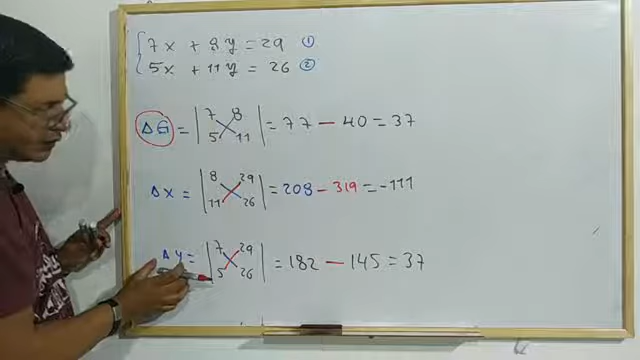 7x + 8y = 29 ①
5x + 11y = 26 ②
ΔG = | 7 8 = 77 - 40 = 37
5 11 |
Δx = | 8 29 = 208 - 319 = -111
11 26 |
Δy = | 7 29 = 182 - 145 = 37
5 26 |